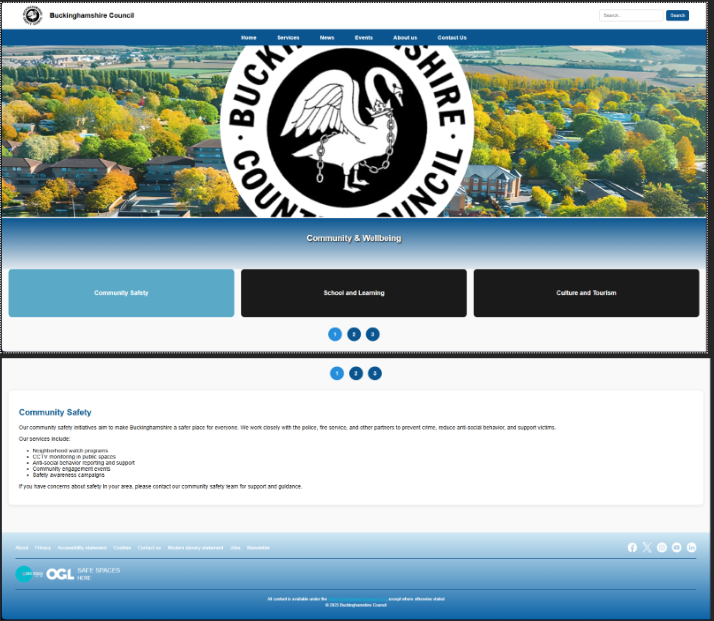 Buckinghamshire Council
Search...
Search
Home Services News Events About us Contact Us
BUCKINGHAMSHIRE
COUNTY COUNCIL
Community & Wellbeing
Community Safety
School and Learning
Culture and Tourism
1 2 3
1 2 3
Community Safety
Our community safety initiatives aim to make Buckinghamshire a safer place for everyone. We work closely with the police, fire service, and other partners to prevent crime, reduce anti-social behavior, and support victims.
Our services include:
Neighborhood watch programs
CCTV monitoring in public spaces
Anti-social behavior reporting and support
Community engagement events
Safety awareness campaigns
If you have concerns about safety in your area, please contact our community safety team for support and guidance.
About Privacy Accessibility statement Cookies Contact us Modern slavery statement Jobs Newsletter
OGL
SAFE SPACES
HERE
All content is available under the
except where otherwise stated
© 2025 Buckinghamshire Council